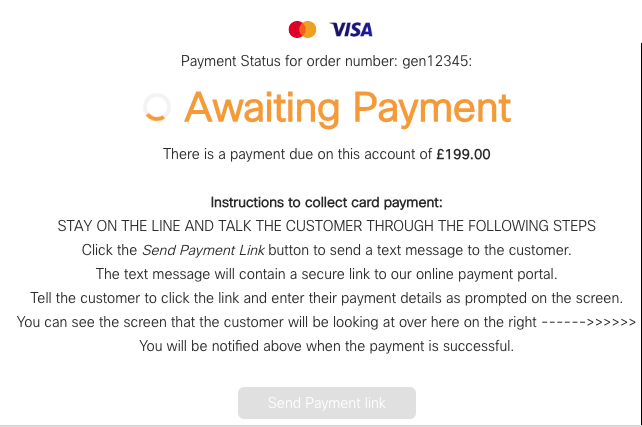 VISA
Payment Status for order number: gen12345:
Awaiting Payment
There is a payment due on this account of £199.00
Instructions to collect card payment:
STAY ON THE LINE AND TALK THE CUSTOMER THROUGH THE FOLLOWING STEPS
Click the Send Payment Link button to send a text message to the customer.
The text message will contain a secure link to our online payment portal.
Tell the customer to click the link and enter their payment details as prompted on the screen.
You can see the screen that the customer will be looking at over here on the right ------>>>>>>
You will be notified above when the payment is successful.
Send Payment link